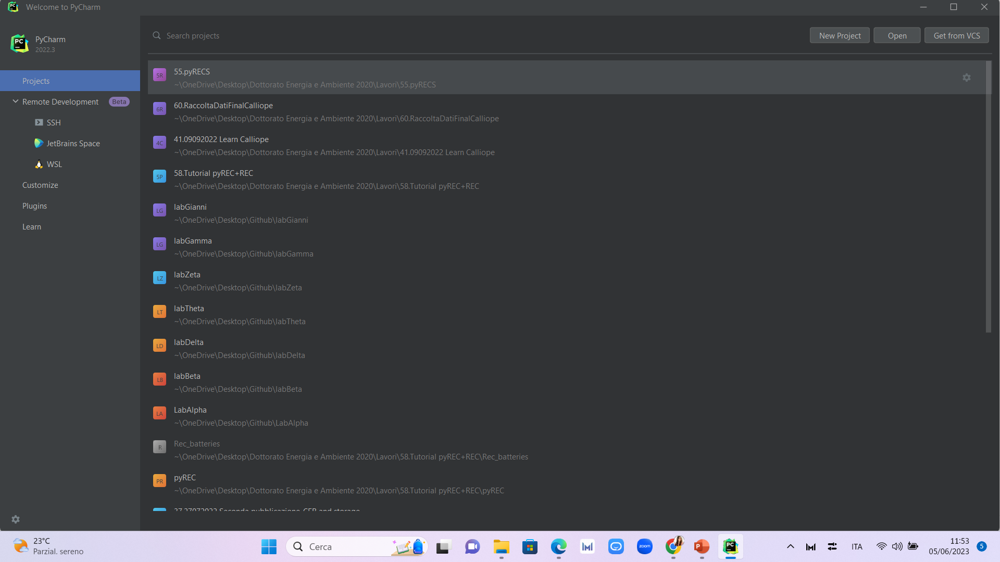 Welcome to PyCharm
PyCharm
2022.3
Projects
Remote Development Beta
SSH
JetBrains Space
WSL
Customize
Plugins
Learn
Search projects
New Project
Open
Get from VCS
5R
55.pyRECS
~\OneDrive\Desktop\Dottorato Energia e Ambiente 2020\Lavori\55.pyRECS
6R
60.RaccoltaDatiFinalCalliope
~\OneDrive\Desktop\Dottorato Energia e Ambiente 2020\Lavori\60.RaccoltaDatiFinalCalliope
4C
41.09092022 Learn Calliope
~\OneDrive\Desktop\Dottorato Energia e Ambiente 2020\Lavori\41.09092022 Learn Calliope
5P
58.Tutorial pyREC+REC
~\OneDrive\Desktop\Dottorato Energia e Ambiente 2020\Lavori\58.Tutorial pyREC+REC
LG
labGianni
~\OneDrive\Desktop\Github\labGianni
LG
labGamma
~\OneDrive\Desktop\Github\labGamma
LZ
labZeta
~\OneDrive\Desktop\Github\labZeta
LT
labTheta
~\OneDrive\Desktop\Github\labTheta
LD
labDelta
~\OneDrive\Desktop\Github\labDelta
LB
labBeta
~\OneDrive\Desktop\Github\labBeta
LA
LabAlpha
~\OneDrive\Desktop\Github\LabAlpha
R
Rec_batteries
~\OneDrive\Desktop\Dottorato Energia e Ambiente 2020\Lavori\58.Tutorial pyREC+REC\Rec_batteries
PR
pyREC
~\OneDrive\Desktop\Dottorato Energia e Ambiente 2020\Lavori\58.Tutorial pyREC+REC\pyREC
37.27072022 Seconda pubblicazione-CER and storage
23°C
Parzial. sereno
Cerca
zoom
ITA
11:53
05/06/2023
5